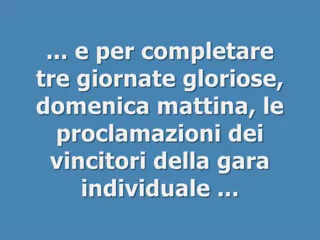 ... e per completare
tre giornate gloriose,
domenica mattina, le
proclamazioni dei
vincitori della gara
individuale ...